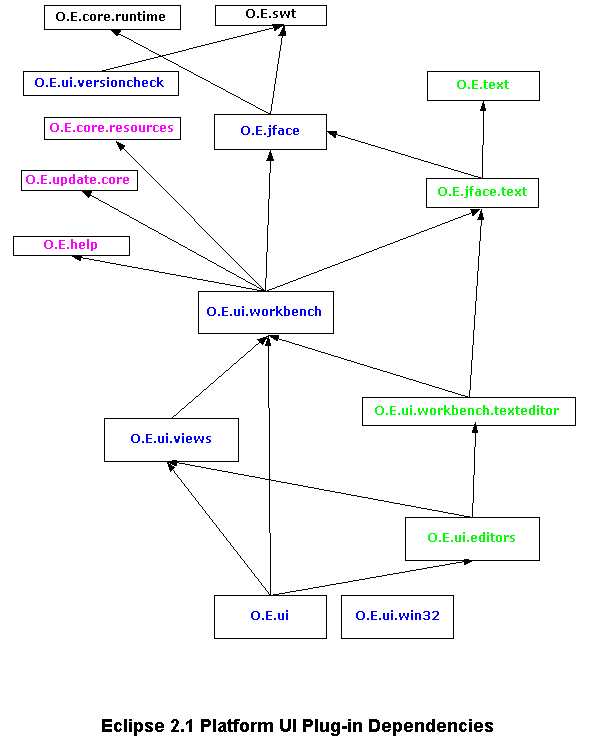 O.E.core.runtime
O.E.swt
O.E.ui.versioncheck
O.E.text
O.E.core.resources
O.E.jface
O.E.update.core
O.E.jface.text
O.E.help
O.E.ui.workbench
O.E.ui.workbench.texteditor
O.E.ui.views
O.E.ui.editors
O.E.ui
O.E.ui.win32
Eclipse 2.1 Platform UI Plug-in Dependencies